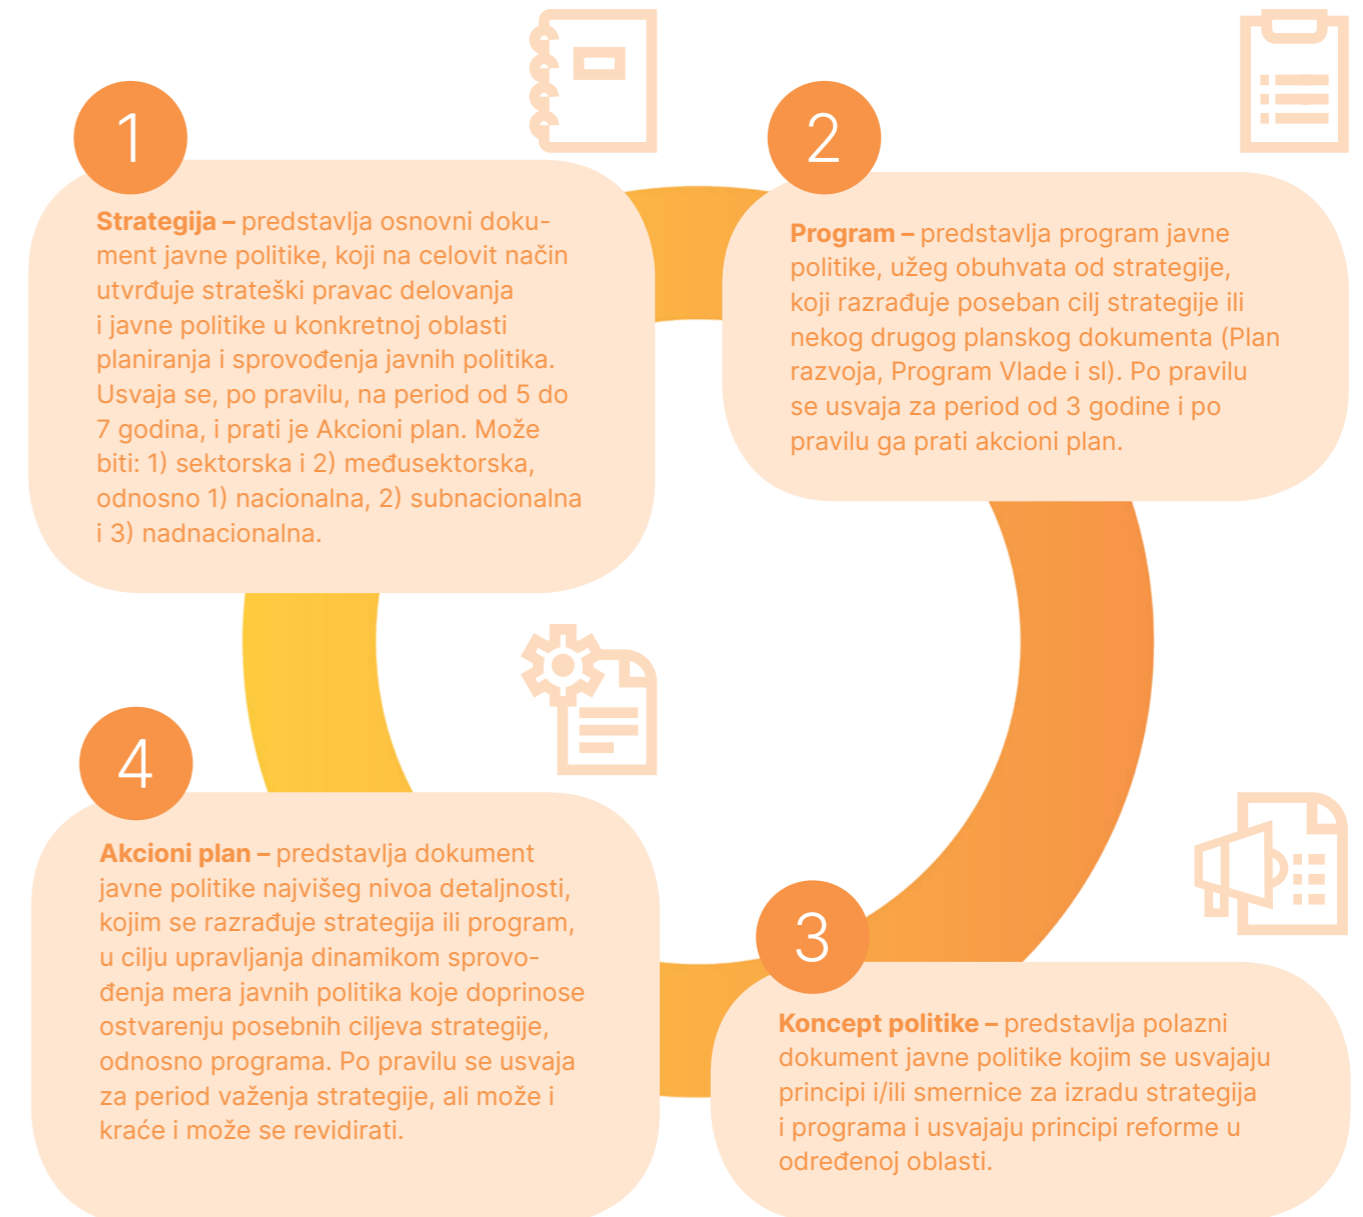 1
Strategija – predstavlja osnovni doku-
ment javne politike, koji na celovit način
utvrđuje strateški pravac delovanja
i javne politike u konkretnoj oblasti
planiranja i sprovođenja javnih politika.
Usvaja se, po pravilu, na period od 5 do
7 godina, i prati je Akcioni plan. Može
biti: 1) sektorska i 2) međusektorska,
odnosno 1) nacionalna, 2) subnacionalna
i 3) nadnacionalna.
2
Program – predstavlja program javne
politike, užeg obuhvata od strategije,
koji razrađuje poseban cilj strategije ili
nekog drugog planskog dokumenta (Plan
razvoja, Program Vlade i sl). Po pravilu
se usvaja za period od 3 godine i po
pravilu ga prati akcioni plan.
3
Koncept politike – predstavlja polazni
dokument javne politike kojim se usvajaju
principi i/ili smernice za izradu strategija
i programa i usvajaju principi reforme u
određenoj oblasti.
4
Akcioni plan – predstavlja dokument
javne politike najvišeg nivoa detaljnosti,
kojim se razrađuje strategija ili program,
u cilju upravljanja dinamikom sprovo-
đenja mera javnih politika koje doprinose
ostvarenju posebnih ciljeva strategije,
odnosno programa. Po pravilu se usvaja
za period važenja strategije, ali može i
kraće i može se revidirati.